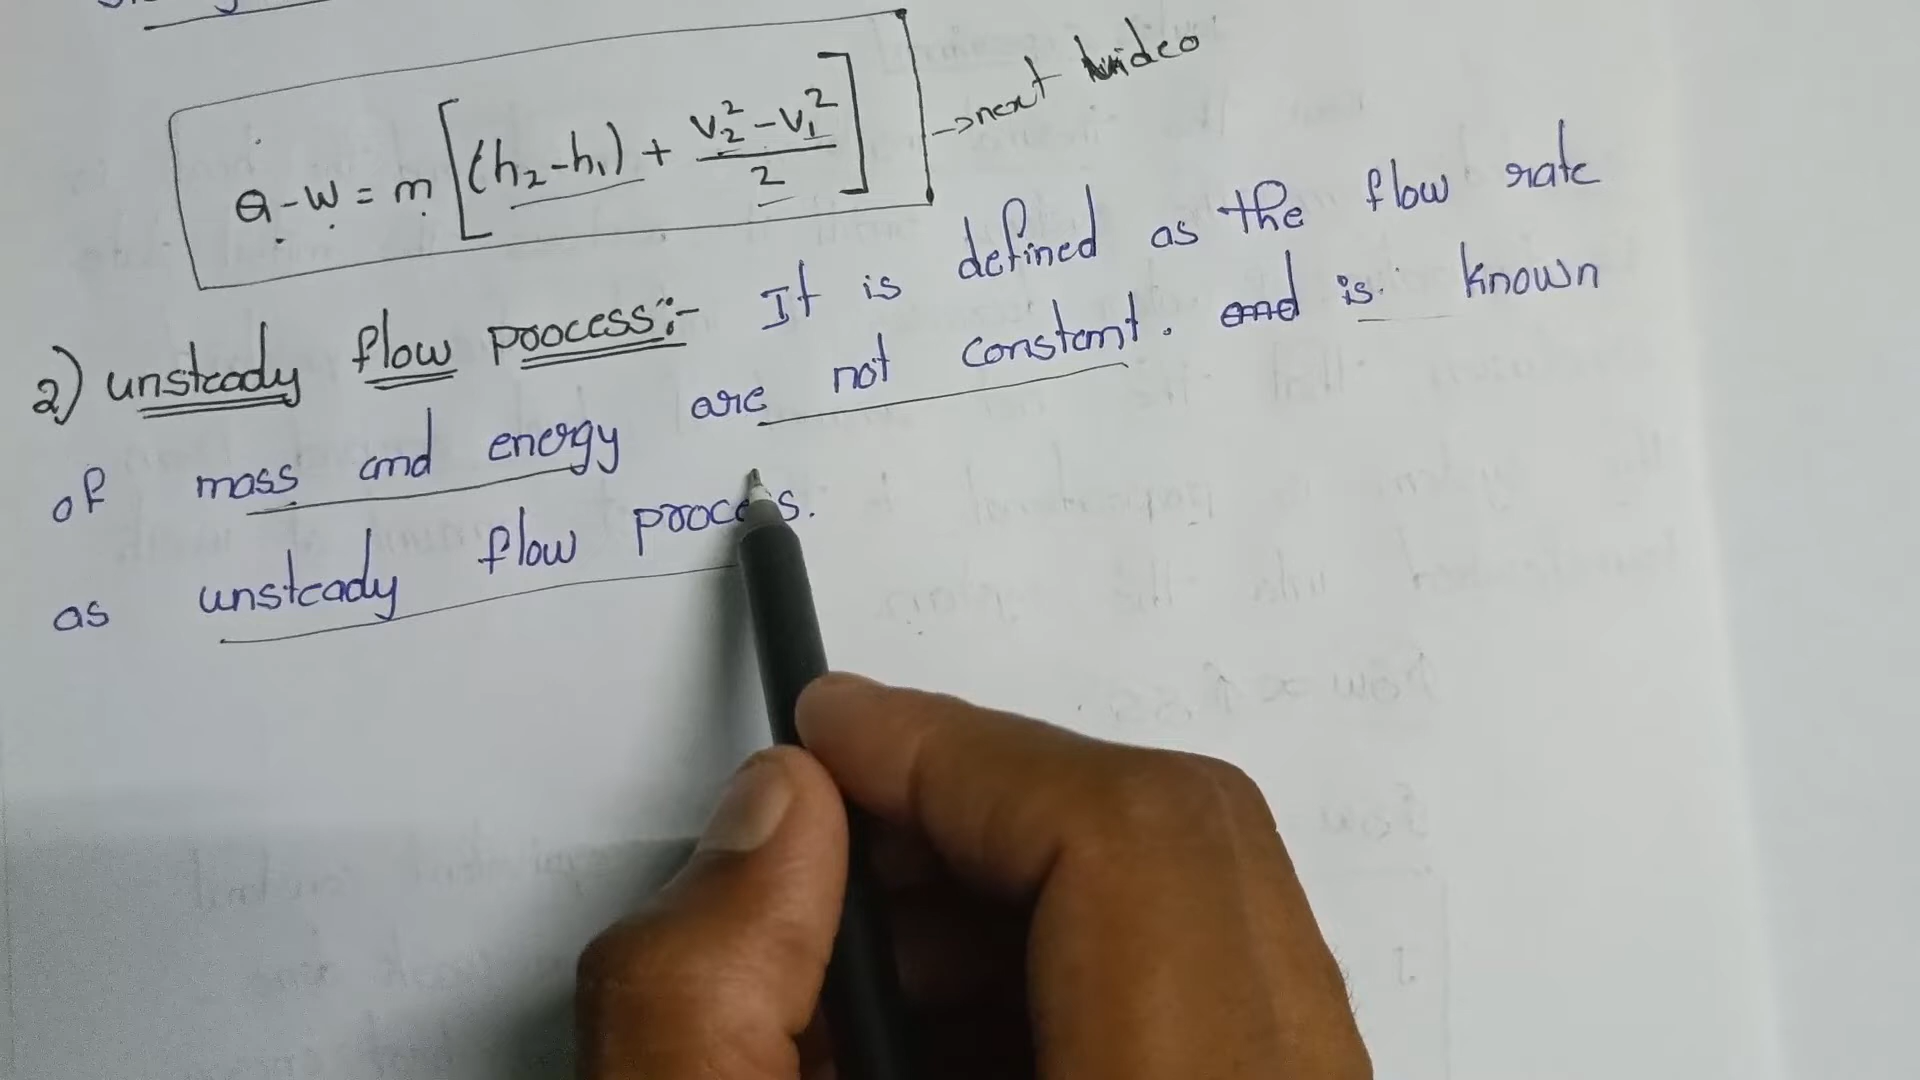 Q - W = m [(h₂-h₁) + (V₂² - V₁²)/2] → next video
2) unsteady flow process:- It is defined as the flow rate
of mass and energy are not constant. and is known
as unsteady flow process.